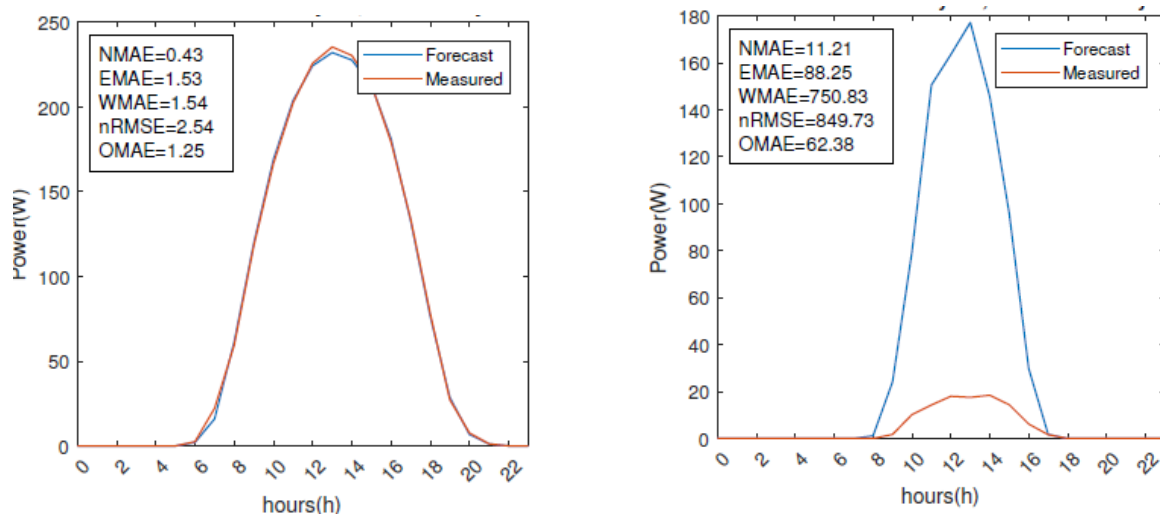 NMAE=0.43
EMAE=1.53
WMAE=1.54
nRMSE=2.54
OMAE=1.25
Forecast
Measured
250
200
150
100
50
0
Power(W)
0 2 4 6 8 10 12 14 16 18 20 22
hours(h)
NMAE=11.21
EMAE=88.25
WMAE=750.83
nRMSE=849.73
OMAE=62.38
Forecast
Measured
180
160
140
120
100
80
60
40
20
0
Power(W)
0 2 4 6 8 10 12 14 16 18 20 22
hours(h)